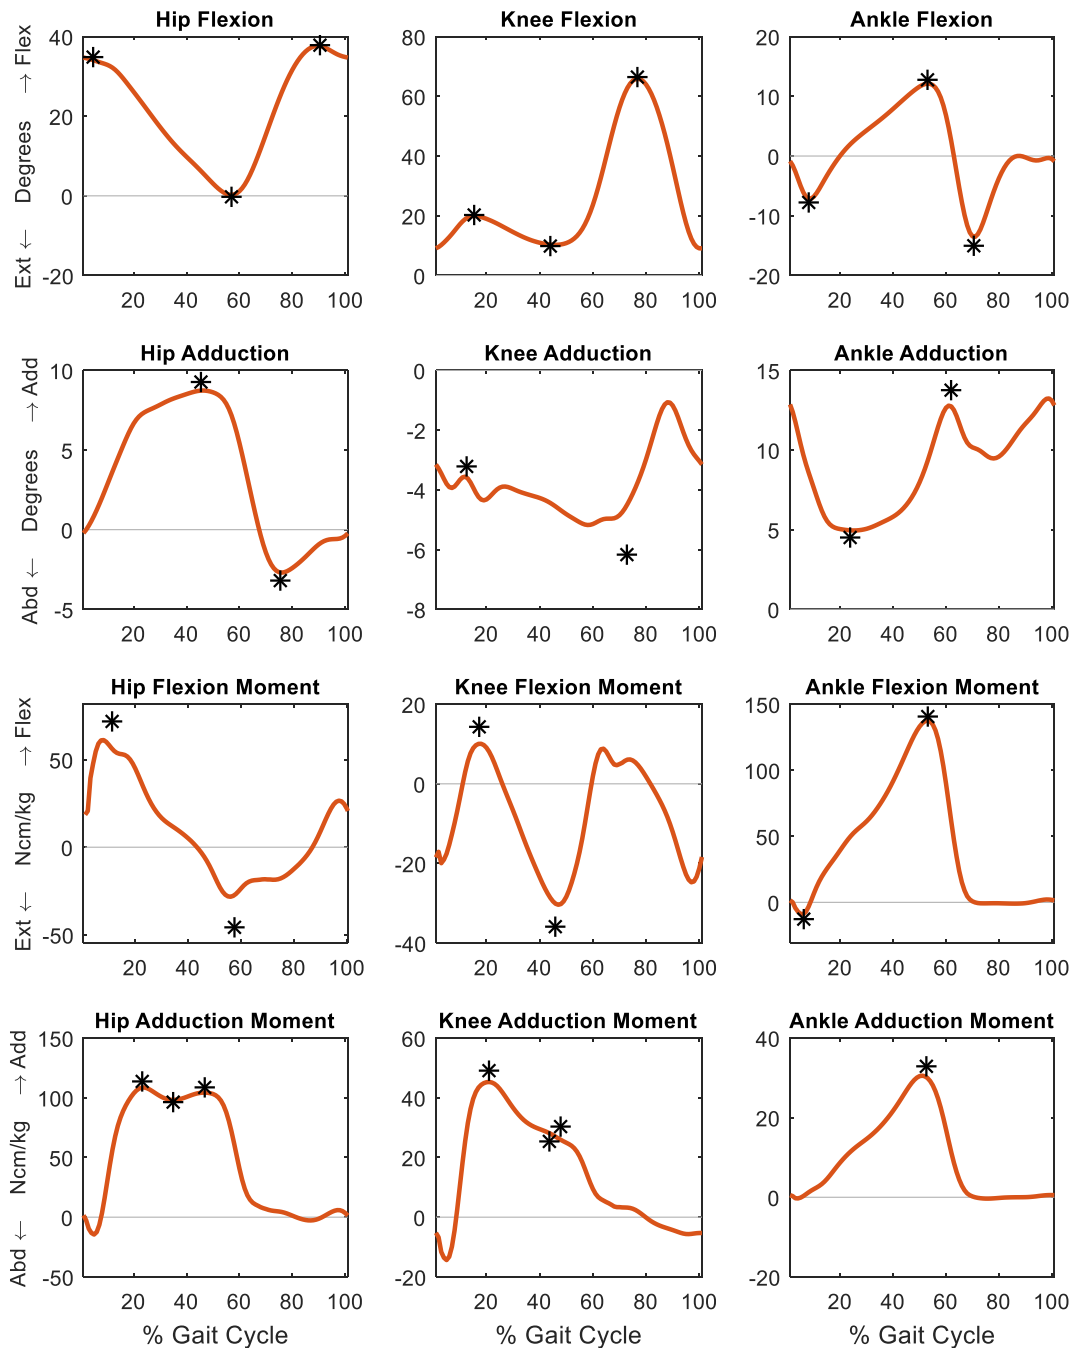 Hip Flexion Knee Flexion Ankle Flexion
Ext ← Degrees → Flex
40
20
0
-20
20 40 60 80 100
80
60
40
20
0
20 40 60 80 100
20
10
0
-10
-20
20 40 60 80 100
Hip Adduction Knee Adduction Ankle Adduction
Abd ← Degrees → Add
10
5
0
-5
20 40 60 80 100
0
-2
-4
-6
-8
20 40 60 80 100
15
10
5
0
20 40 60 80 100
Hip Flexion Moment Knee Flexion Moment Ankle Flexion Moment
Ext ← Ncm/kg → Flex
50
0
-50
20 40 60 80 100
20
0
-20
-40
20 40 60 80 100
150
100
50
0
20 40 60 80 100
Hip Adduction Moment Knee Adduction Moment Ankle Adduction Moment
Abd ← Ncm/kg → Add
150
100
50
0
-50
20 40 60 80 100
60
40
20
0
-20
20 40 60 80 100
40
20
0
-20
20 40 60 80 100
% Gait Cycle % Gait Cycle % Gait Cycle